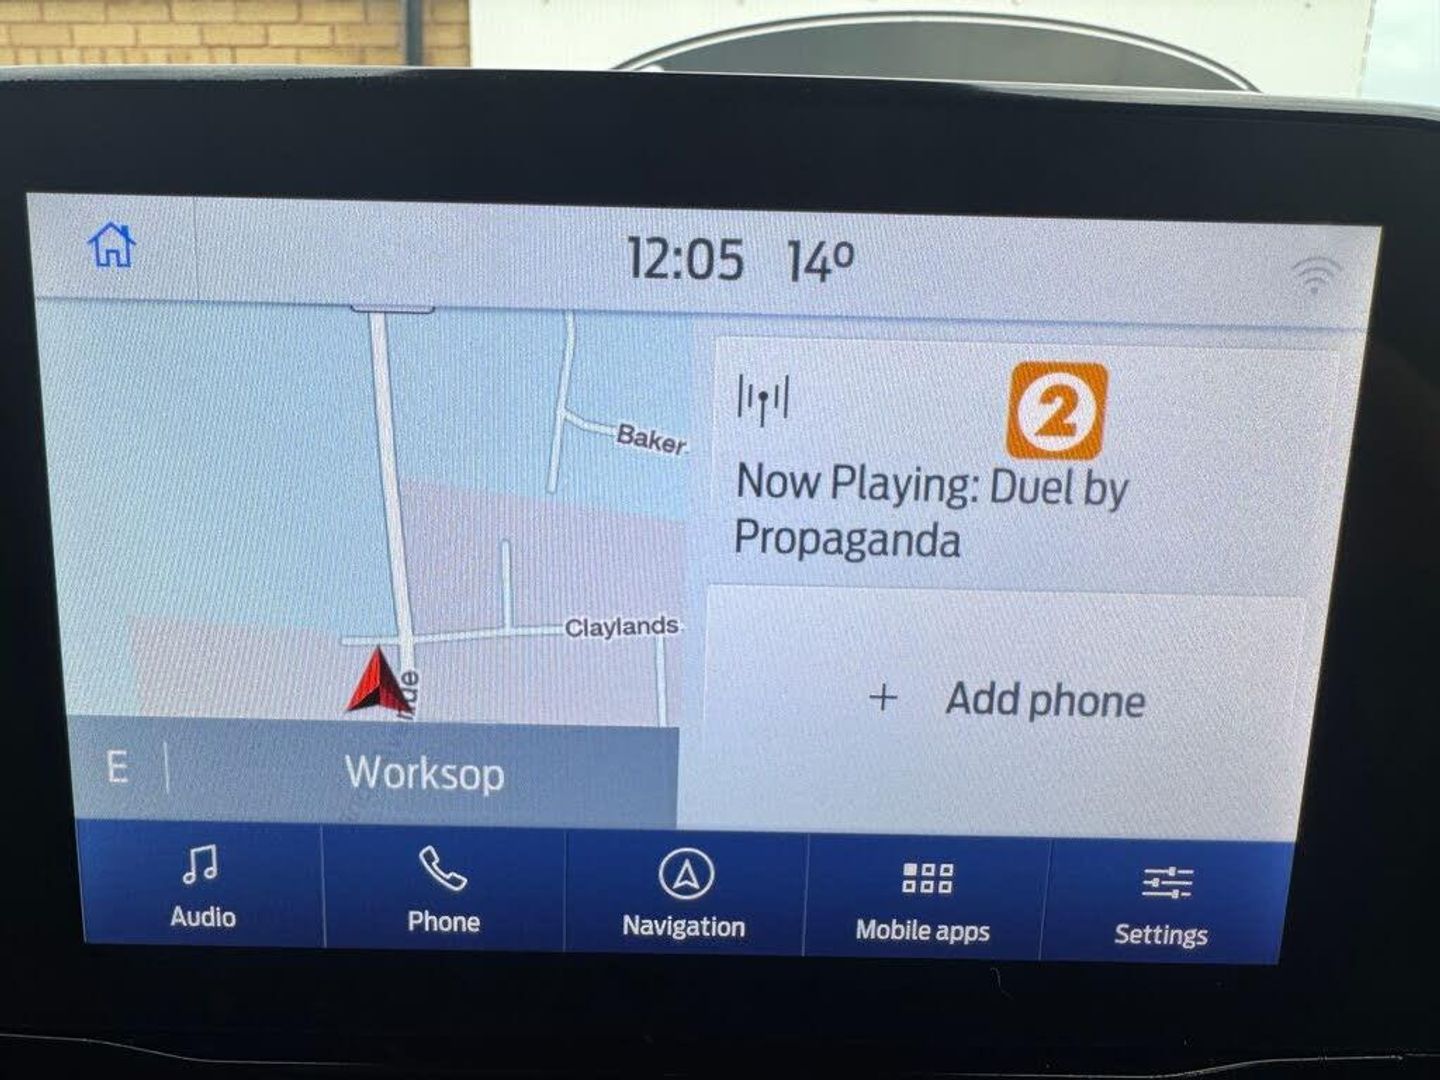 12:05 14º
2
Now Playing: Duel by
Propaganda
Baker
Claylands
+ Add phone
E Worksop
Audio Phone Navigation Mobile apps Settings